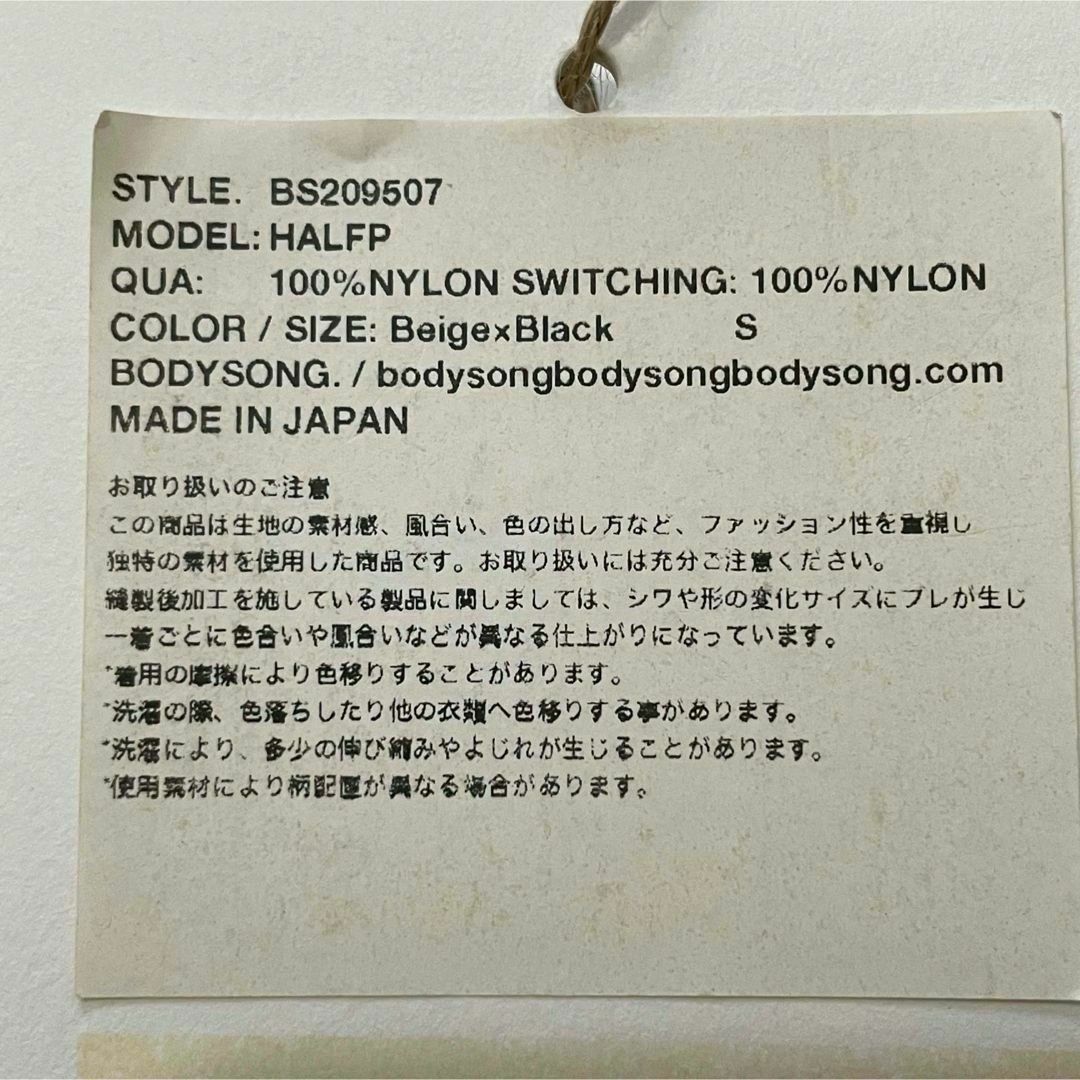 STYLE. BS209507
MODEL: HALFP
QUA: 100%NYLON SWITCHING: 100%NYLON
COLOR / SIZE: Beige×Black S
BODYSONG. / bodysongbodysongbodysong.com
MADE IN JAPAN
お取り扱いのご注意
この商品は生地の素材感、風合い、色の出し方など、ファッション性を重視し
独特の素材を使用した商品です。お取り扱いには充分ご注意ください。
縫製後加工を施している製品に関しましては、シワや形の変化サイズにブレが生じ
一着ごとに色合いや風合いなどが異なる仕上がりになっています。
*着用の摩擦により色移りすることがあります。
*洗濯の際、色落ちしたり他の衣類へ色移りする事があります。
*洗濯により、多少の伸び縮みやよじれが生じることがあります。
*使用素材により柄配置が異なる場合があります。